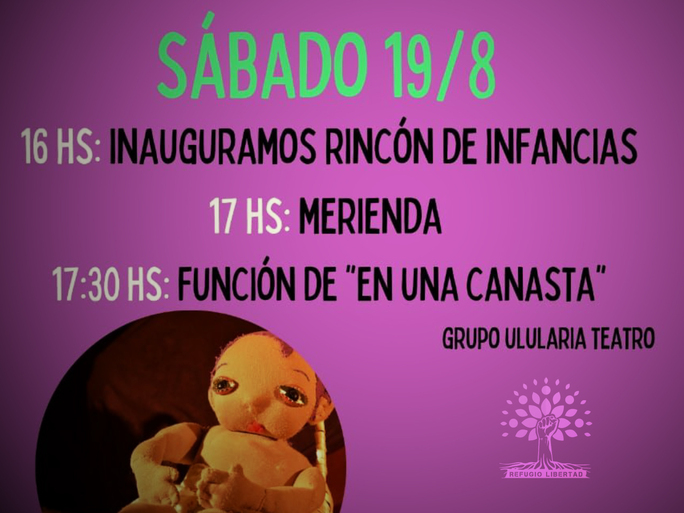 SÁBADO 19/8
16 HS: INAUGURAMOS RINCÓN DE INFANCIAS
17 HS: MERIENDA
17:30 HS: FUNCIÓN DE "EN UNA CANASTA"
GRUPO ULULARIA TEATRO
REFUGIO LIBERTAD